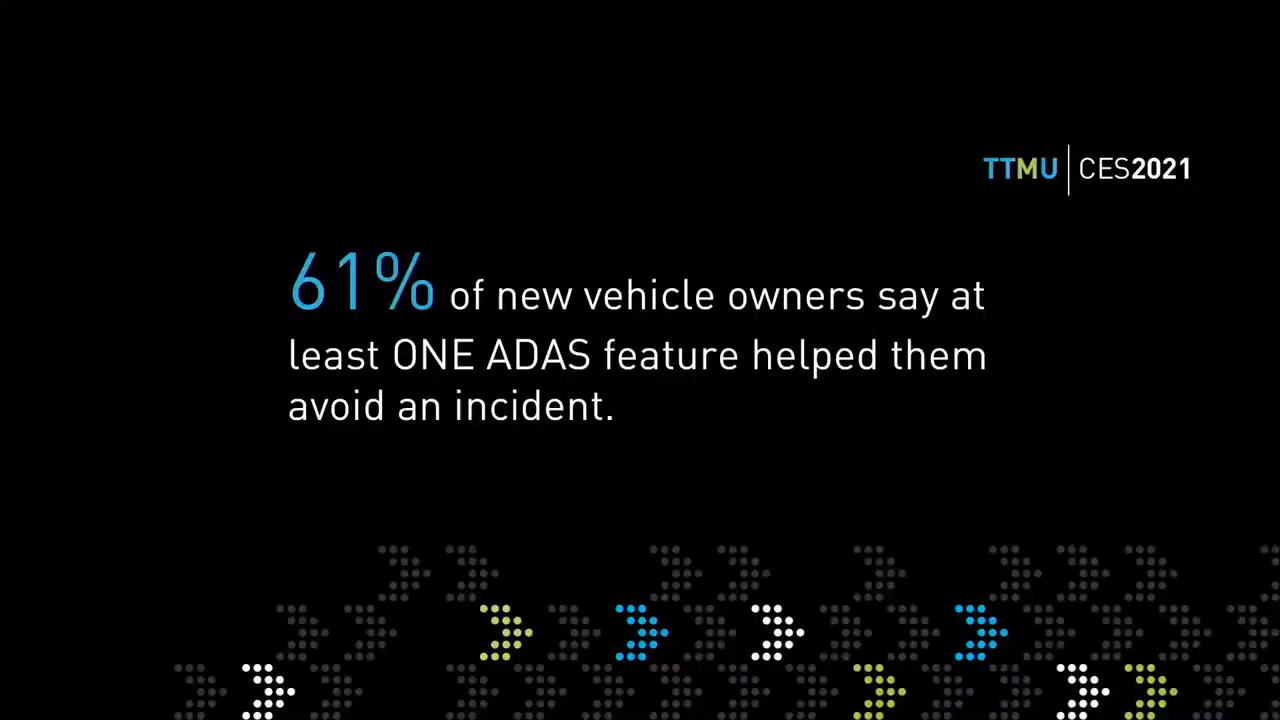 TTMU | CES2021
61% of new vehicle owners say at
least ONE ADAS feature helped them
avoid an incident.